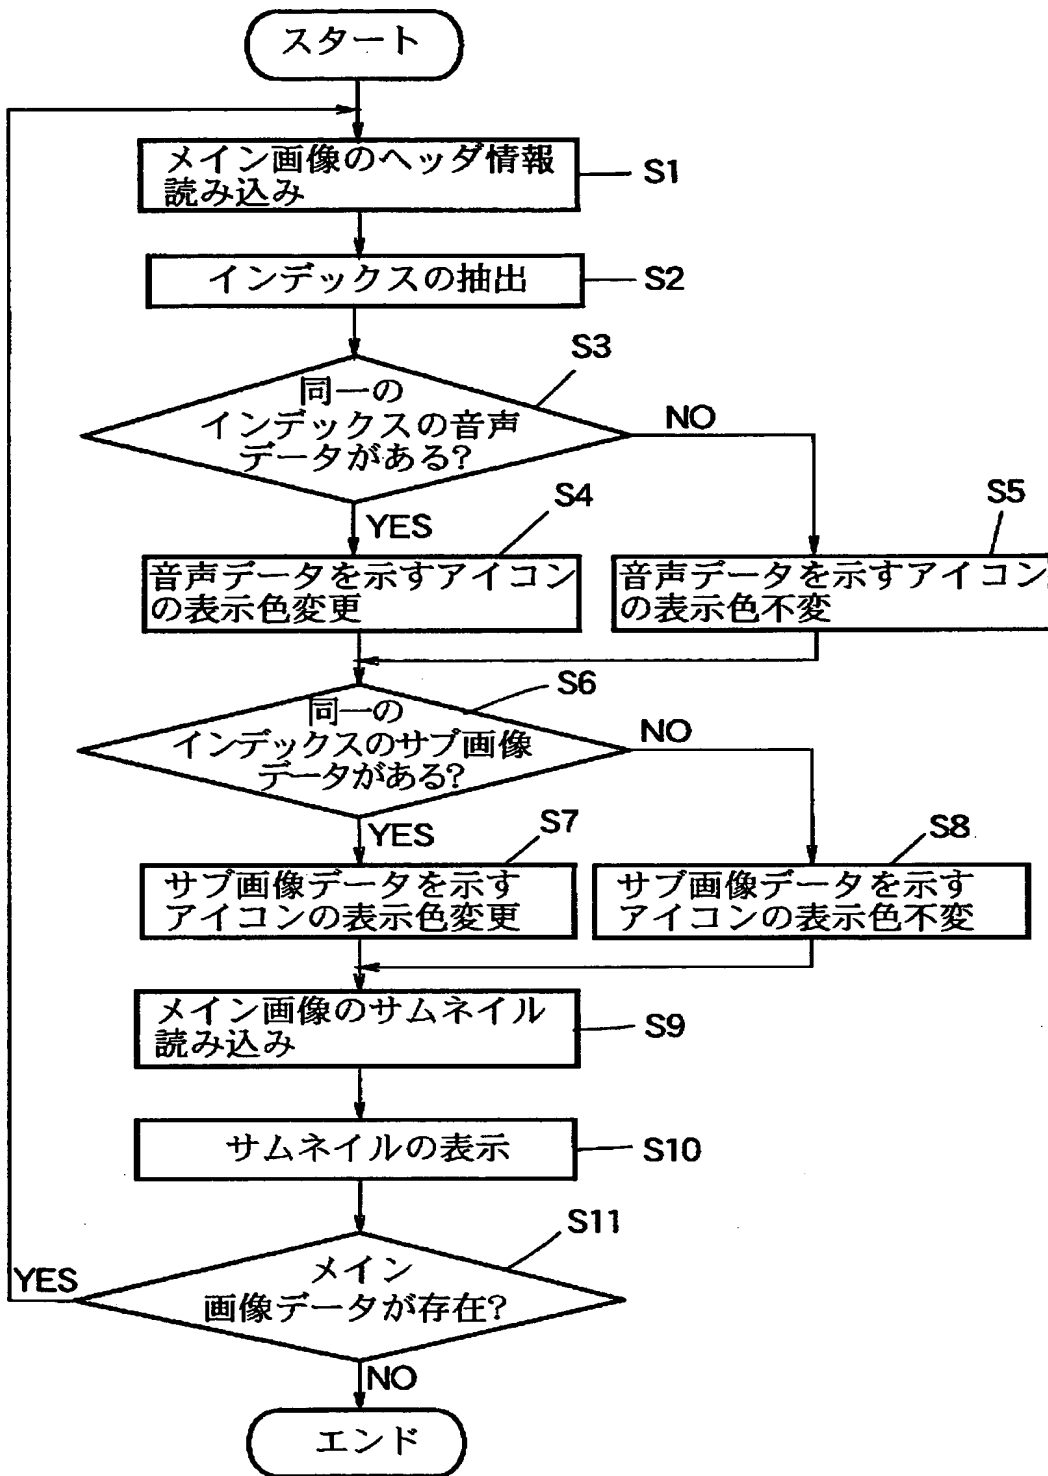 スタート
メイン画像のヘッダ情報
読み込み
S1
インデックスの抽出
S2
S3
同一の
インデックスの音声
データがある?
NO
YES
S4
S5
音声データを示すアイコン
の表示色変更
音声データを示すアイコン
の表示色不変
S6
同一の
インデックスのサブ画像
データがある?
NO
YES
S7
S8
サブ画像データを示す
アイコンの表示色変更
サブ画像データを示す
アイコンの表示色不変
メイン画像のサムネイル
読み込み
S9
サムネイルの表示
S10
S11
メイン
画像データが存在?
YES
NO
エンド